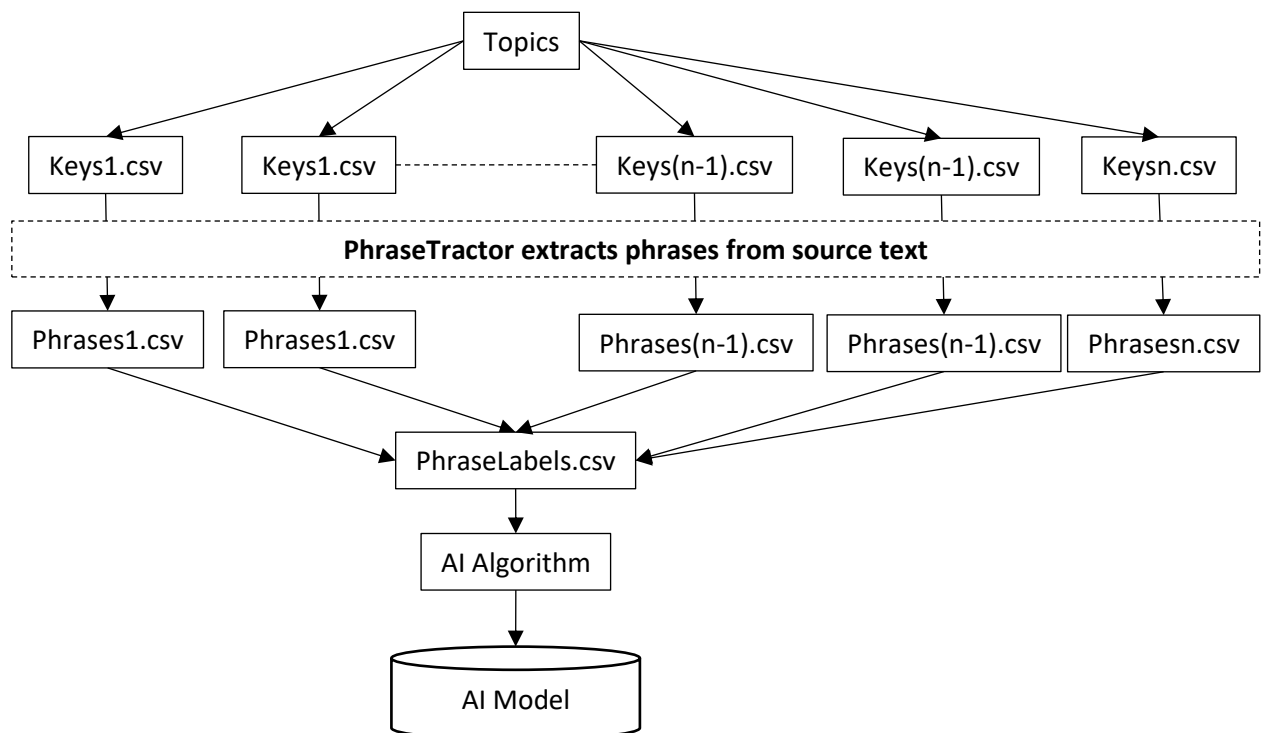 Topics
Keys1.csv
Keys1.csv
Keys(n-1).csv
Keys(n-1).csv
Keysn.csv
PhraseTractor extracts phrases from source text
Phrases1.csv
Phrases1.csv
Phrases(n-1).csv
Phrases(n-1).csv
Phrasesn.csv
PhraseLabels.csv
AI Algorithm
AI Model